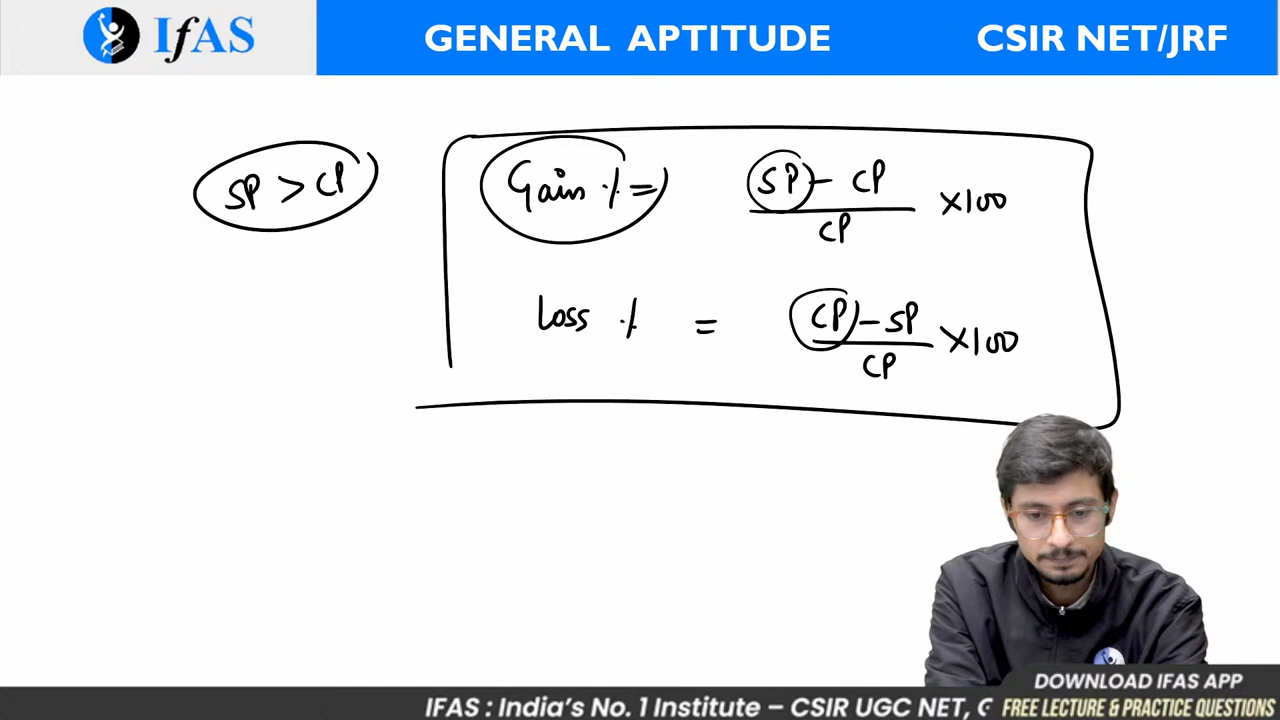 IfAS
GENERAL APTITUDE
CSIR NET/JRF
SP > CP
Gain % = SP - CP / CP × 100
Loss % = CP - SP / CP × 100
DOWNLOAD IFAS APP
IFAS : India's No. 1 Institute – CSIR UGC NET, G
FREE LECTURE & PRACTICE QUESTIONS